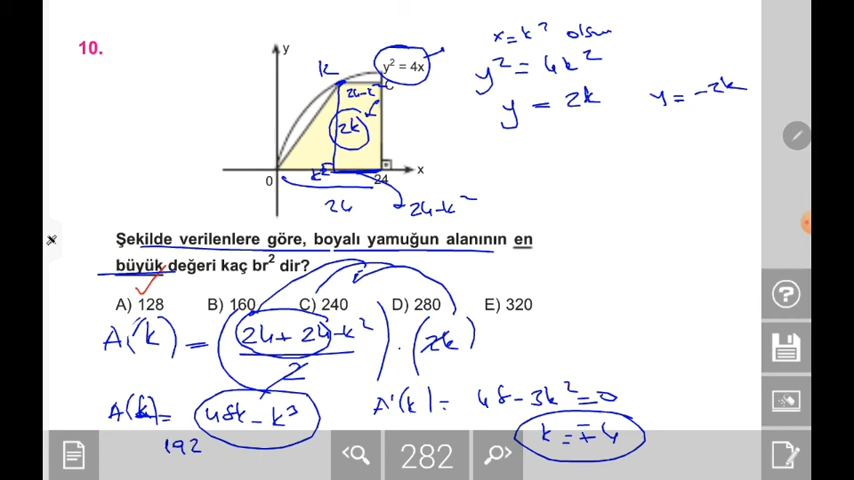 10.
x = k² olsun
y² = 4k²
y = 2k
y = -2k
y
k
y² = 4x
24-k²
C
2k
k²
x
0
24
24
24-k²
Şekilde verilenlere göre, boyalı yamuğun alanının en
büyük değeri kaç br² dir?
A) 128 B) 160 C) 240 D) 280 E) 320
A(k) = (24+24-k² / 2) . (2k)
A(k) = 48k - k³
A'(k) = 48 - 3k² = 0
192
k = ∓4
282